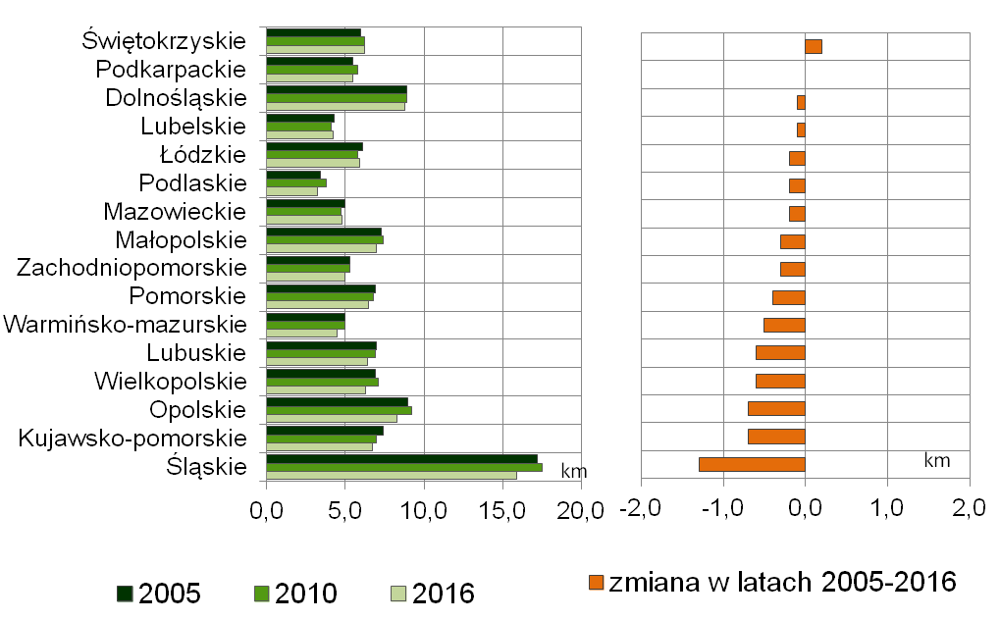 Świętokrzyskie
Podkarpackie
Dolnośląskie
Lubelskie
Łódzkie
Podlaskie
Mazowieckie
Małopolskie
Zachodniopomorskie
Pomorskie
Warmińsko-mazurskie
Lubuskie
Wielkopolskie
Opolskie
Kujawsko-pomorskie
Śląskie
km
0,0 5,0 10,0 15,0 20,0
2005 2010 2016
km
-2,0 -1,0 0,0 1,0 2,0
zmiana w latach 2005-2016